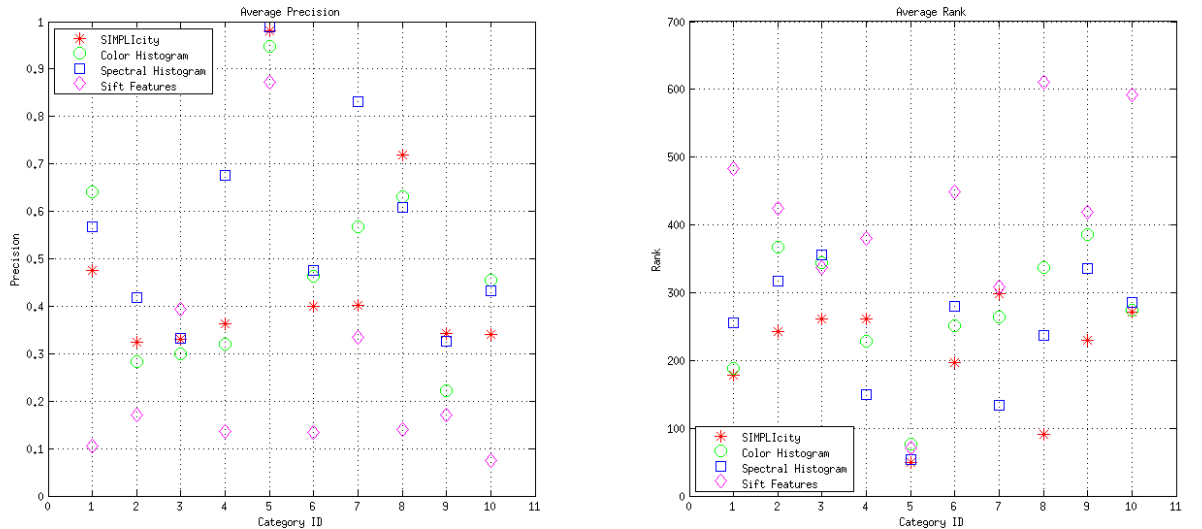 Average Precision
1
0.9
0.8
0.7
0.6
0.5
0.4
0.3
0.2
0.1
0
Precision
SIMPLIcity
Color Histogram
Spectral Histogram
Sift Features
0 1 2 3 4 5 6 7 8 9 10 11
Category ID
Average Rank
700
600
500
400
300
200
100
0
Rank
SIMPLIcity
Color Histogram
Spectral Histogram
Sift Features
0 1 2 3 4 5 6 7 8 9 10 11
Category ID